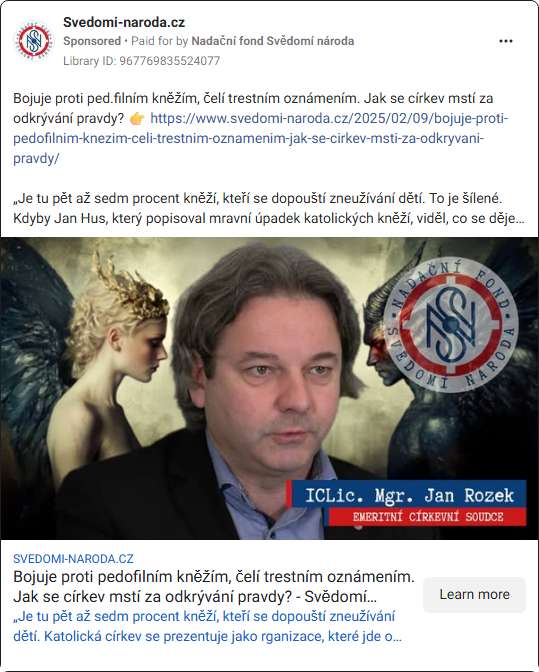 Svedomi-naroda.cz
Sponsored • Paid for by Nadační fond Svědomí národa
Library ID: 967769835524077
Bojuje proti ped.filním kněžím, čelí trestním oznámením. Jak se církev mstí za
odkrývání pravdy? 👉 https://www.svedomi-naroda.cz/2025/02/09/bojuje-proti-
pedofilnim-knezim-celi-trestnim-oznamenim-jak-se-cirkev-msti-za-odkryvani-
pravdy/
„Je tu pět až sedm procent kněží, kteří se dopouští zneužívání dětí. To je šílené.
Kdyby Jan Hus, který popisoval mravní úpadek katolických kněží, viděl, co se děje...
NADAČNÍ FOND
SVĚDOMÍ NÁRODA
ICLic. Mgr. Jan Rozek
EMERITNÍ CÍRKEVNÍ SOUDCE
SVEDOMI-NARODA.CZ
Bojuje proti pedofilním kněžím, čelí trestním oznámením.
Jak se církev mstí za odkrývání pravdy? - Svědomí...
„Je tu pět až sedm procent kněží, kteří se dopouští zneužívání
dětí. Katolická církev se prezentuje jako rganizace, které jde o...
Learn more